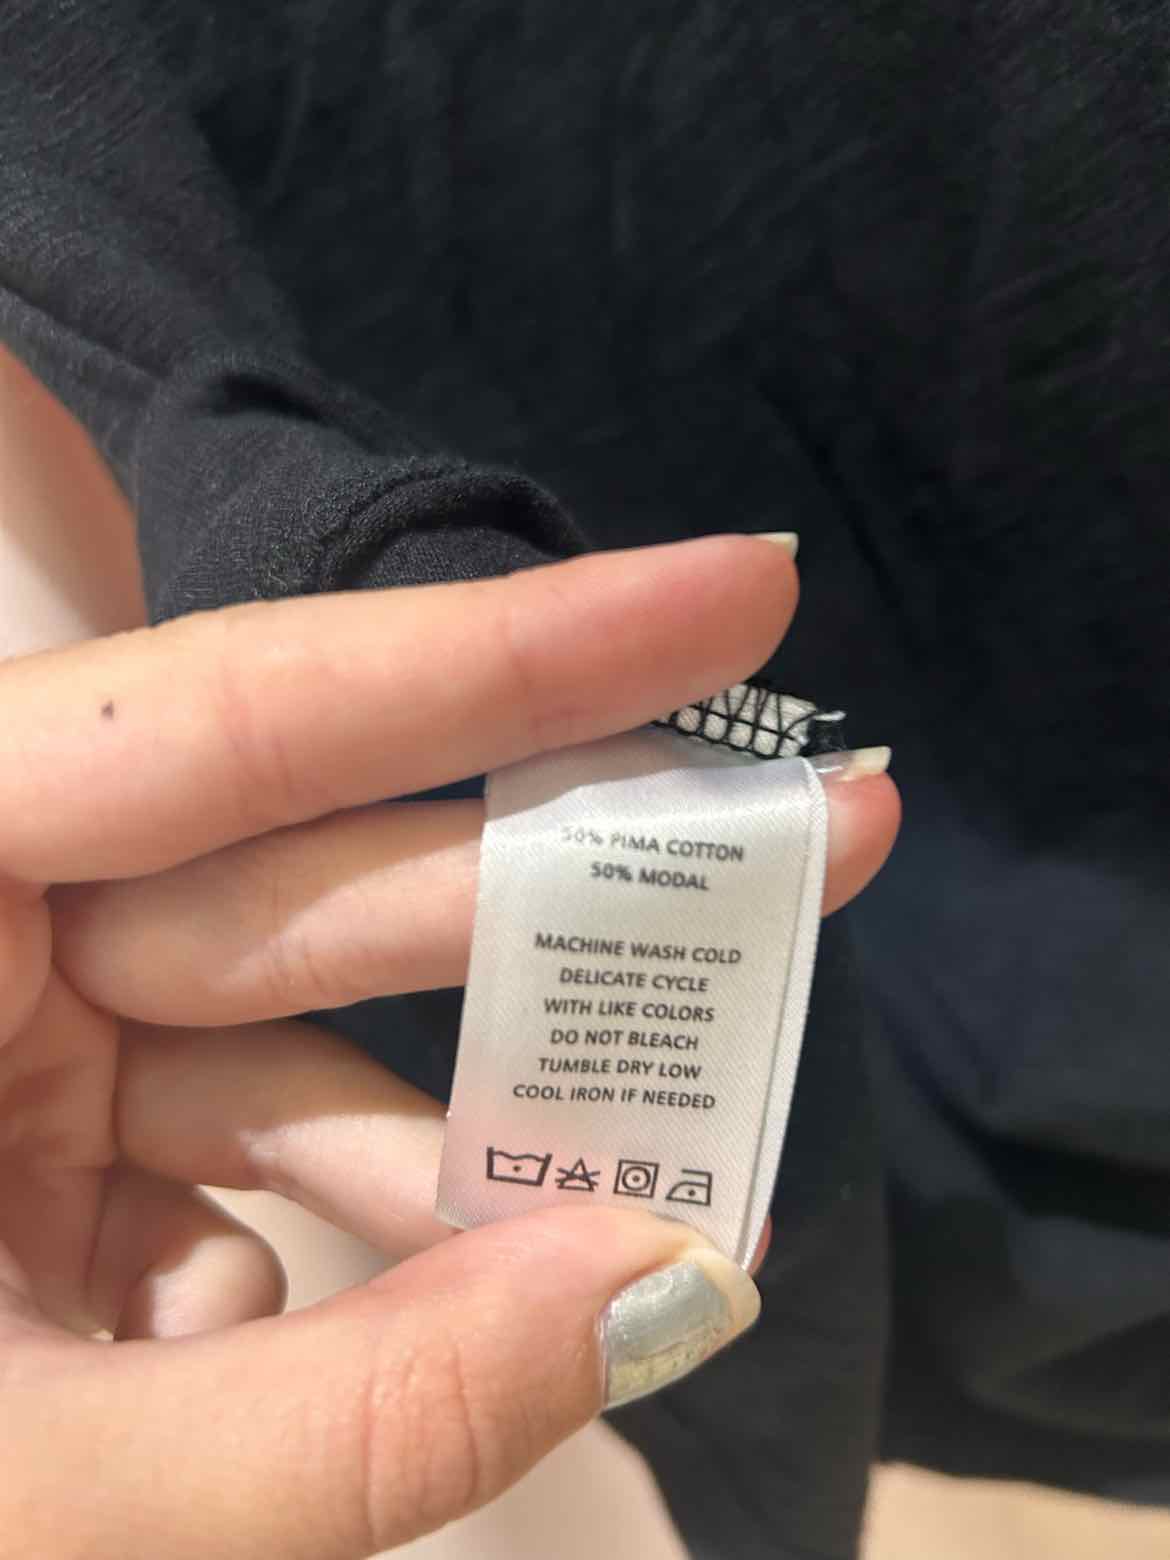 50% PIMA COTTON
50% MODAL
MACHINE WASH COLD
DELICATE CYCLE
WITH LIKE COLORS
DO NOT BLEACH
TUMBLE DRY LOW
COOL IRON IF NEEDED